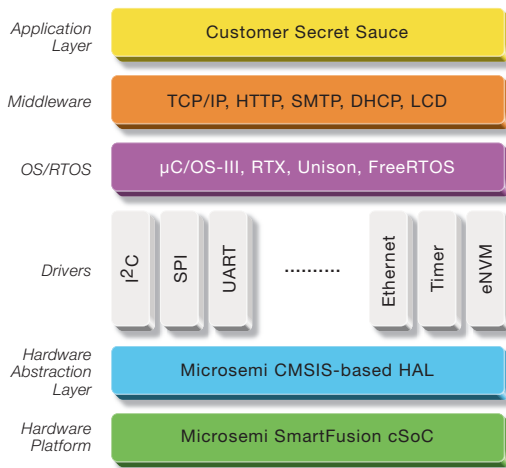 Application
Layer
Customer Secret Sauce
Middleware
TCP/IP, HTTP, SMTP, DHCP, LCD
OS/RTOS
µC/OS-III, RTX, Unison, FreeRTOS
Drivers
I²C
SPI
UART
..........
Ethernet
Timer
eNVM
Hardware
Abstraction
Layer
Microsemi CMSIS-based HAL
Hardware
Platform
Microsemi SmartFusion cSoC